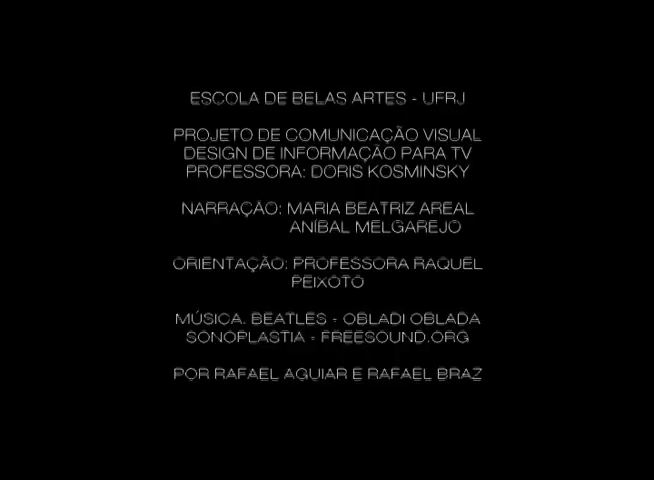 ESCOLA DE BELAS ARTES - UFRJ
PROJETO DE COMUNICAÇÃO VISUAL
DESIGN DE INFORMAÇÃO PARA TV
PROFESSORA: DORIS KOSMINSKY
NARRAÇÃO: MARIA BEATRIZ AREAL
ANÍBAL MELGAREJO
ORIENTAÇÃO: PROFESSORA RAQUEL
PEIXOTO
MÚSICA. BEATLES - OBLADI OBLADA
SONOPLASTIA - FREESOUND.ORG
POR RAFAEL AGUIAR E RAFAEL BRAZ